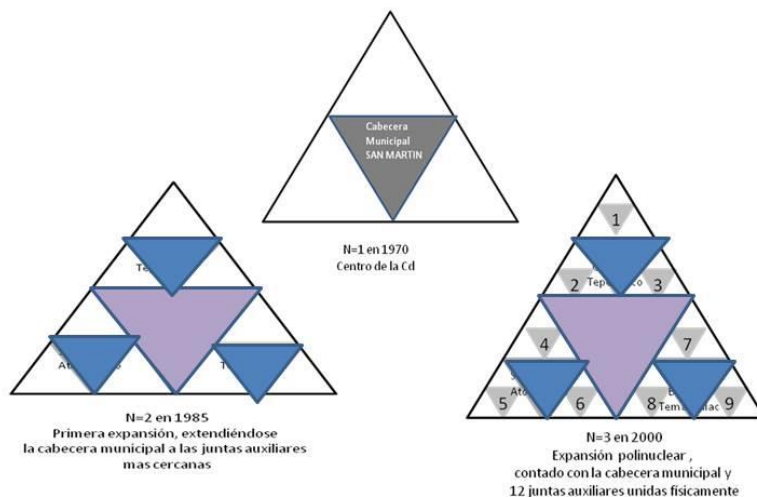 Cabecera
Municipal
SAN MARTIN
N=1 en 1970
Centro de la Cd
N=2 en 1985
Primera expansión, extendiéndose
la cabecera municipal a las juntas auxiliares
mas cercanas
1
2
3
4
7
5
6
8
9
N=3 en 2000
Expansión polinuclear ,
contado con la cabecera municipal y
12 juntas auxiliares unidas físicamente